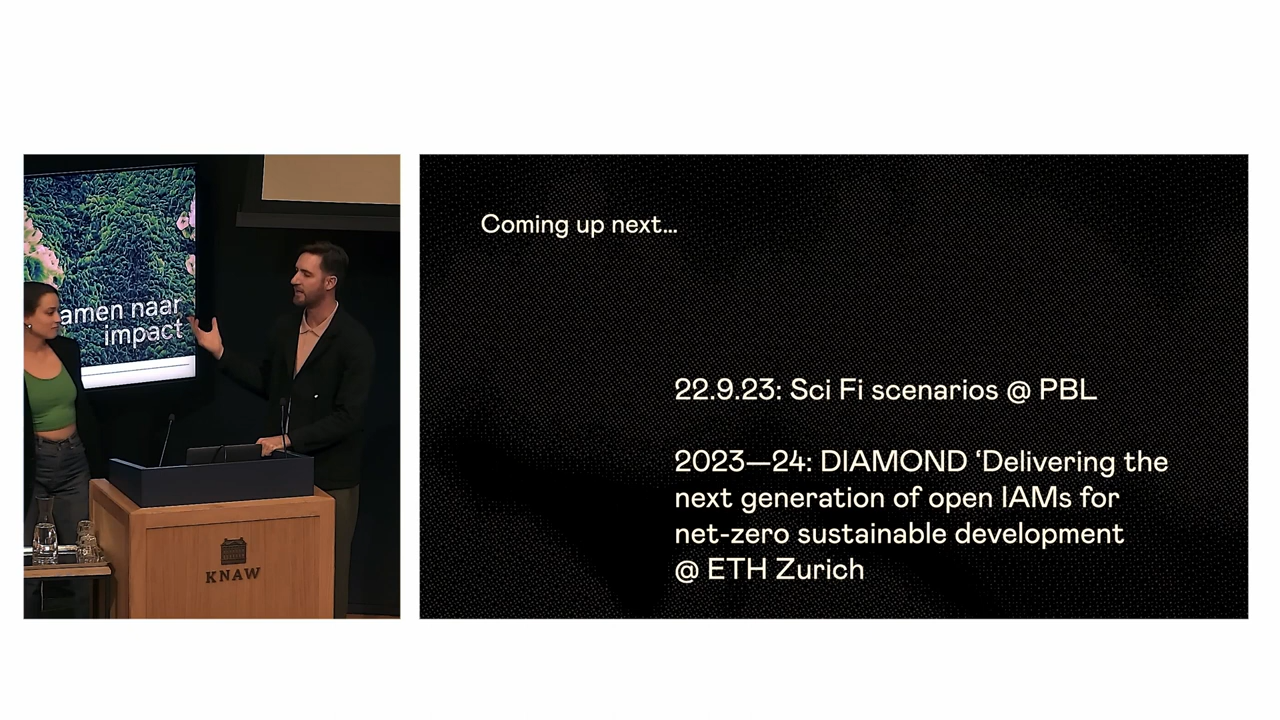 amen naar
impact
KNAW
Coming up next...
22.9.23: Sci Fi scenarios @ PBL
2023—24: DIAMOND ‘Delivering the
next generation of open IAMs for
net-zero sustainable development
@ ETH Zurich